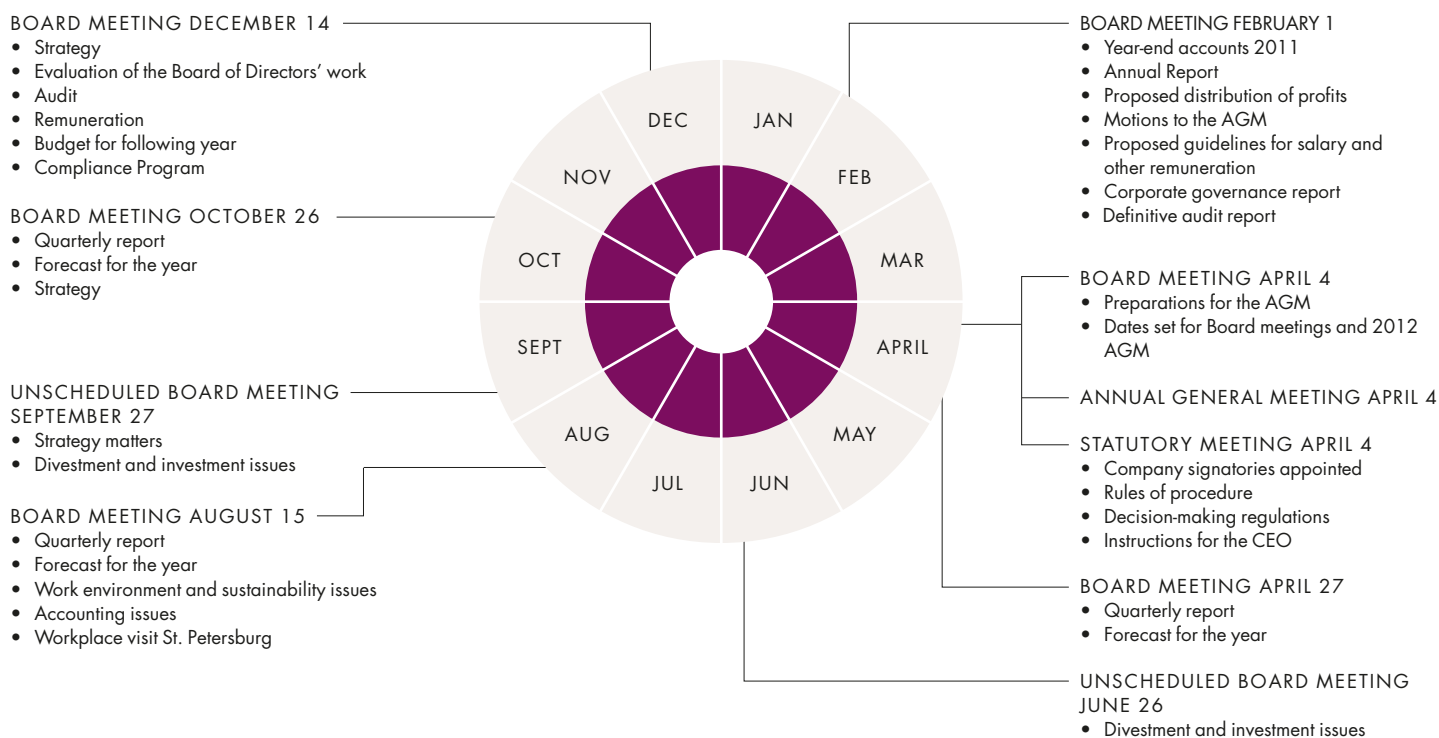 BOARD MEETING DECEMBER 14
• Strategy
• Evaluation of the Board of Directors’ work
• Audit
• Remuneration
• Budget for following year
• Compliance Program
BOARD MEETING OCTOBER 26
• Quarterly report
• Forecast for the year
• Strategy
UNSCHEDULED BOARD MEETING
SEPTEMBER 27
• Strategy matters
• Divestment and investment issues
BOARD MEETING AUGUST 15
• Quarterly report
• Forecast for the year
• Work environment and sustainability issues
• Accounting issues
• Workplace visit St. Petersburg
JAN
FEB
MAR
APRIL
MAY
JUN
JUL
AUG
SEPT
OCT
NOV
DEC
BOARD MEETING FEBRUARY 1
• Year-end accounts 2011
• Annual Report
• Proposed distribution of profits
• Motions to the AGM
• Proposed guidelines for salary and
other remuneration
• Corporate governance report
• Definitive audit report
BOARD MEETING APRIL 4
• Preparations for the AGM
• Dates set for Board meetings and 2012
AGM
ANNUAL GENERAL MEETING APRIL 4
STATUTORY MEETING APRIL 4
• Company signatories appointed
• Rules of procedure
• Decision-making regulations
• Instructions for the CEO
BOARD MEETING APRIL 27
• Quarterly report
• Forecast for the year
UNSCHEDULED BOARD MEETING
JUNE 26
• Divestment and investment issues